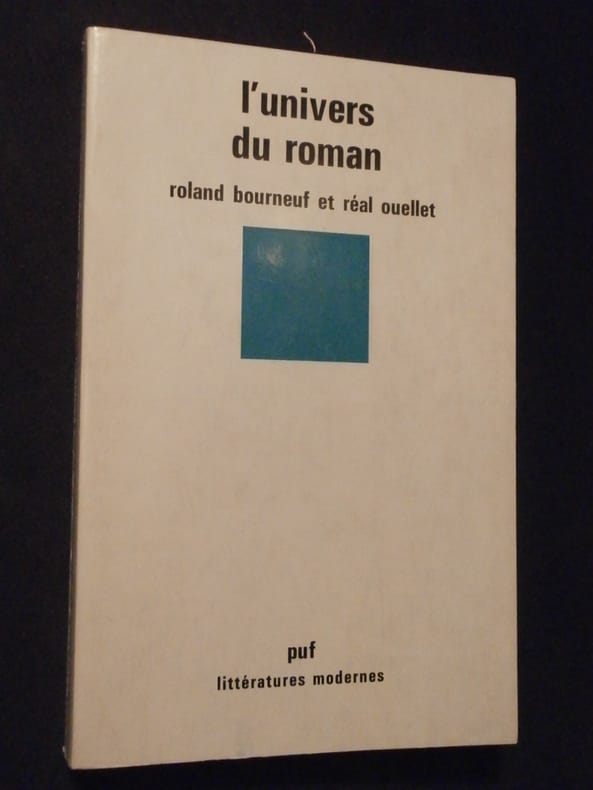 l'univers
du roman
roland bourneuf et réal ouellet
puf
littératures modernes